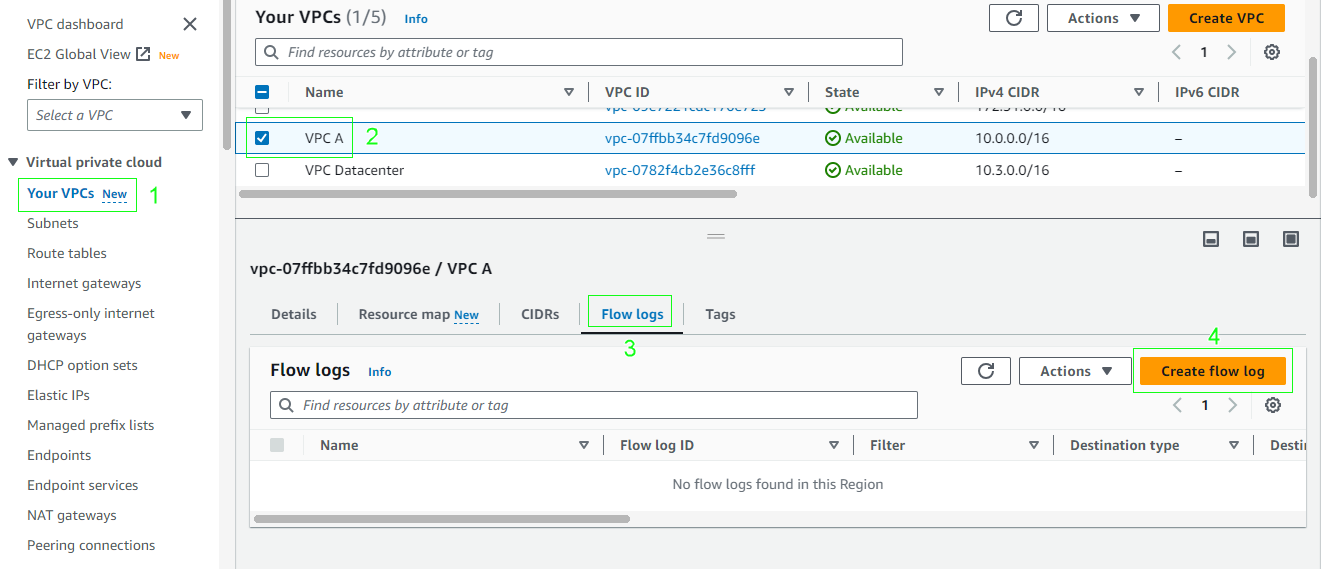 VPC dashboard
EC2 Global View New
Filter by VPC:
Select a VPC
Virtual private cloud
Your VPCs New 1
Subnets
Route tables
Internet gateways
Egress-only internet
gateways
DHCP option sets
Elastic IPs
Managed prefix lists
Endpoints
Endpoint services
NAT gateways
Peering connections
Your VPCs (1/5) Info Actions Create VPC
Find resources by attribute or tag 1
Name VPC ID State IPv4 CIDR IPv6 CIDR
Available
VPC A 2 vpc-07ffbb34c7fd9096e Available 10.0.0.0/16 –
VPC Datacenter vpc-0782f4cb2e36c8fff Available 10.3.0.0/16 –
vpc-07ffbb34c7fd9096e / VPC A
Details Resource map New CIDRs Flow logs Tags
3 4
Flow logs Info Actions Create flow log
Find resources by attribute or tag 1
Name Flow log ID Filter Destination type
No flow logs found in this Region